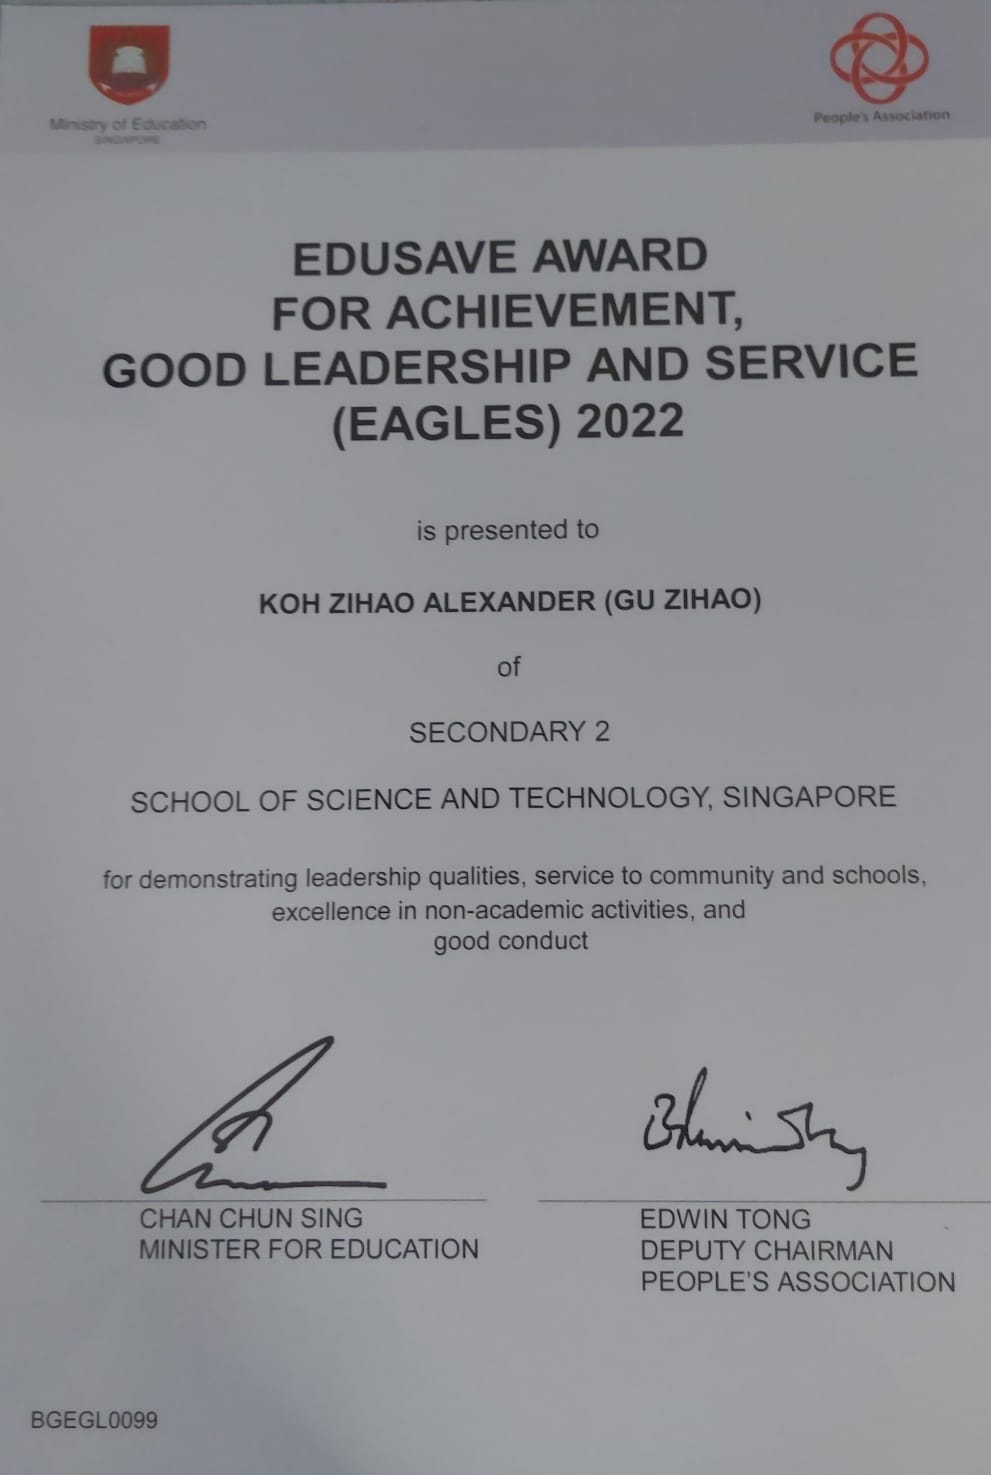 Ministry of Education
SINGAPORE
People's Association
EDUSAVE AWARD
FOR ACHIEVEMENT,
GOOD LEADERSHIP AND SERVICE
(EAGLES) 2022
is presented to
KOH ZIHAO ALEXANDER (GU ZIHAO)
of
SECONDARY 2
SCHOOL OF SCIENCE AND TECHNOLOGY, SINGAPORE
for demonstrating leadership qualities, service to community and schools,
excellence in non-academic activities, and
good conduct
CHAN CHUN SING
MINISTER FOR EDUCATION
EDWIN TONG
DEPUTY CHAIRMAN
PEOPLE'S ASSOCIATION
BGEGL0099